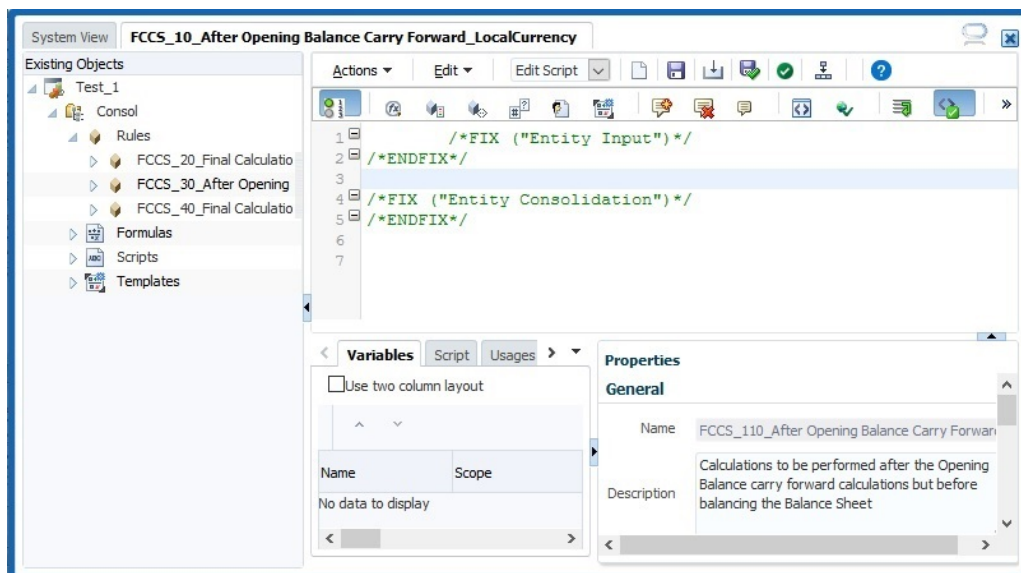 System View
FCCS_10_After Opening Balance Carry Forward_LocalCurrency
Existing Objects
Test_1
Consol
Rules
FCCS_20_Final Calculatio
FCCS_30_After Opening
FCCS_40_Final Calculatio
Formulas
Scripts
Templates
Actions Edit Edit Script
1 /*FIX ("Entity Input")*/
2 /*ENDFIX*/
3
4 /*FIX ("Entity Consolidation")*/
5 /*ENDFIX*/
6
7
Variables Script Usages
Use two column layout
Name Scope
No data to display
Properties
General
Name FCCS_110_After Opening Balance Carry Forward
Description
Calculations to be performed after the Opening
Balance carry forward calculations but before
balancing the Balance Sheet